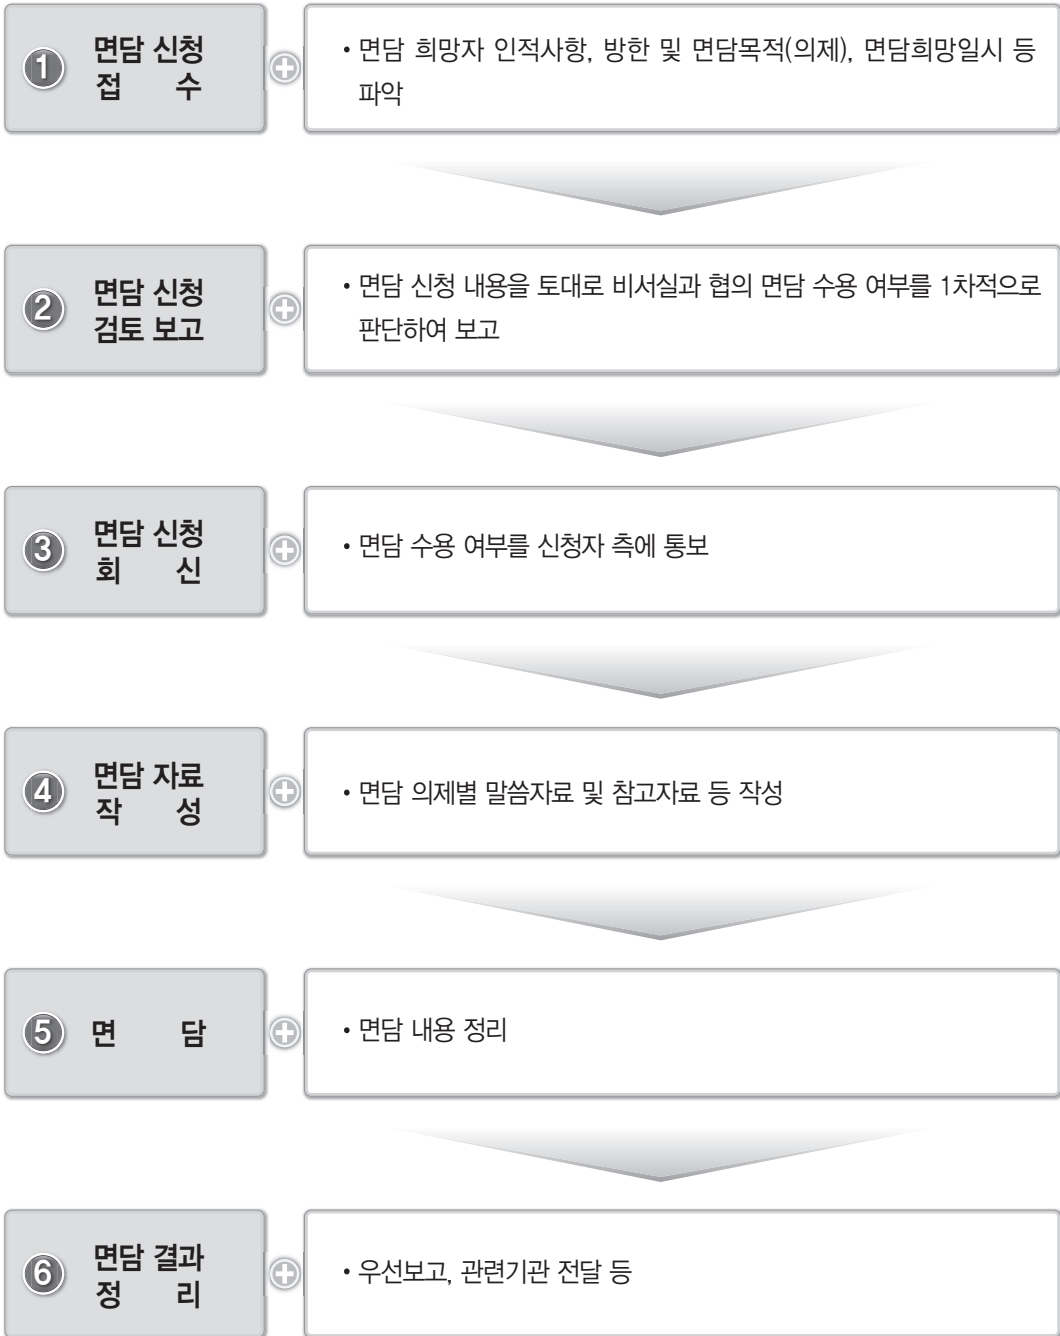 1
면담 신청
접 수
• 면담 희망자 인적사항, 방한 및 면담목적(의제), 면담희망일시 등
파악
2
면담 신청
검토 보고
• 면담 신청 내용을 토대로 비서실과 협의 면담 수용 여부를 1차적으로
판단하여 보고
3
면담 신청
회 신
• 면담 수용 여부를 신청자 측에 통보
4
면담 자료
작 성
• 면담 의제별 말씀자료 및 참고자료 등 작성
5
면 담
• 면담 내용 정리
6
면담 결과
정 리
• 우선보고, 관련기관 전달 등